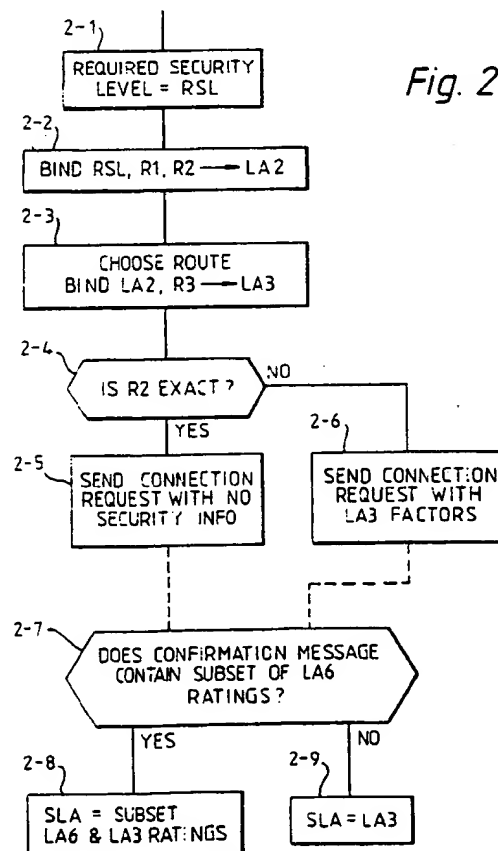 2-1
REQUIRED SECURITY
LEVEL = RSL
Fig. 2
2-2
BIND RSL, R1, R2 → LA2
2-3
CHOOSE ROUTE
BIND LA2, R3 → LA3
2-4
IS R2 EXACT?
NO
YES
2-5
SEND CONNECTION
REQUEST WITH NO
SECURITY INFO
2-6
SEND CONNECTION
REQUEST WITH
LA3 FACTORS
2-7
DOES CONFIRMATION MESSAGE
CONTAIN SUBSET OF LA6
RATINGS?
YES
NO
2-8
SLA = SUBSET
LA6 & LA3 RATINGS
2-9
SLA = LA3